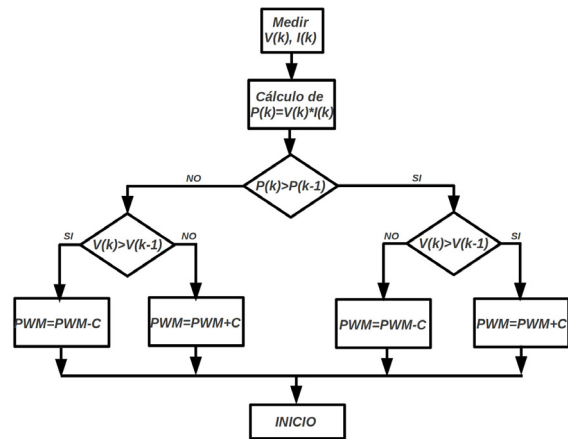 Medir
V(k), I(k)
Cálculo de
P(k)=V(k)*I(k)
P(k)>P(k-1)
NO
SI
V(k)>V(k-1)
SI
NO
V(k)>V(k-1)
NO
SI
PWM=PWM-C
PWM=PWM+C
PWM=PWM-C
PWM=PWM+C
INICIO